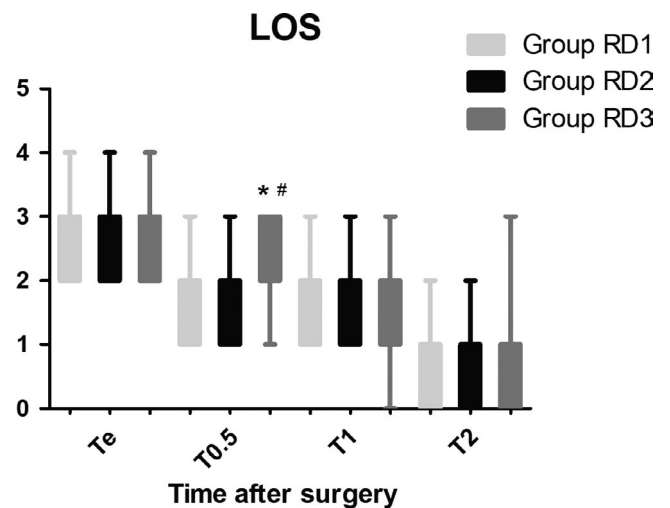 LOS
Group RD1
Group RD2
Group RD3
5
4
3
2
1
0
* #
Te
T0.5
T1
T2
Time after surgery